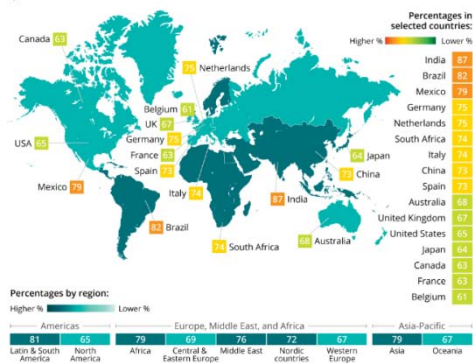 Percentages in
selected countries:
Higher % Lower %
India 87
Brazil 82
Mexico 79
Germany 75
Netherlands 75
South Africa 74
Italy 74
China 73
Spain 73
Australia 68
United Kingdom 67
United States 65
Japan 64
Canada 63
France 63
Belgium 61
Canada 63
75 Netherlands
Belgium 61
UK 67
USA 65
Germany 75
France 63
Spain 73
64 Japan
73 China
Mexico 79
Italy 74
87 India
82 Brazil
74 South Africa
68 Australia
Percentages by region:
Higher % Lower %
Americas
Europe, Middle East, and Africa
Asia-Pacific
81 65 79 69 76 72 67 79 67
Latin & South America
North America
Africa
Central & Eastern Europe
Middle East
Nordic countries
Western Europe
Asia
Oceana